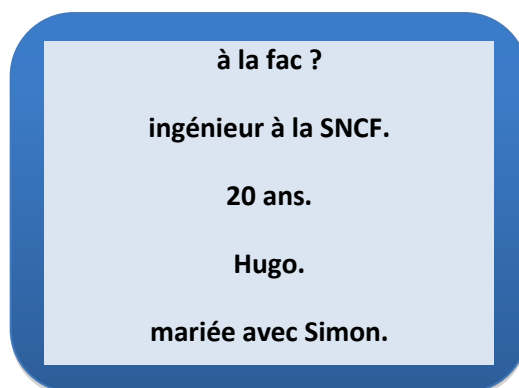 à la fac ?
ingénieur à la SNCF.
20 ans.
Hugo.
mariée avec Simon.